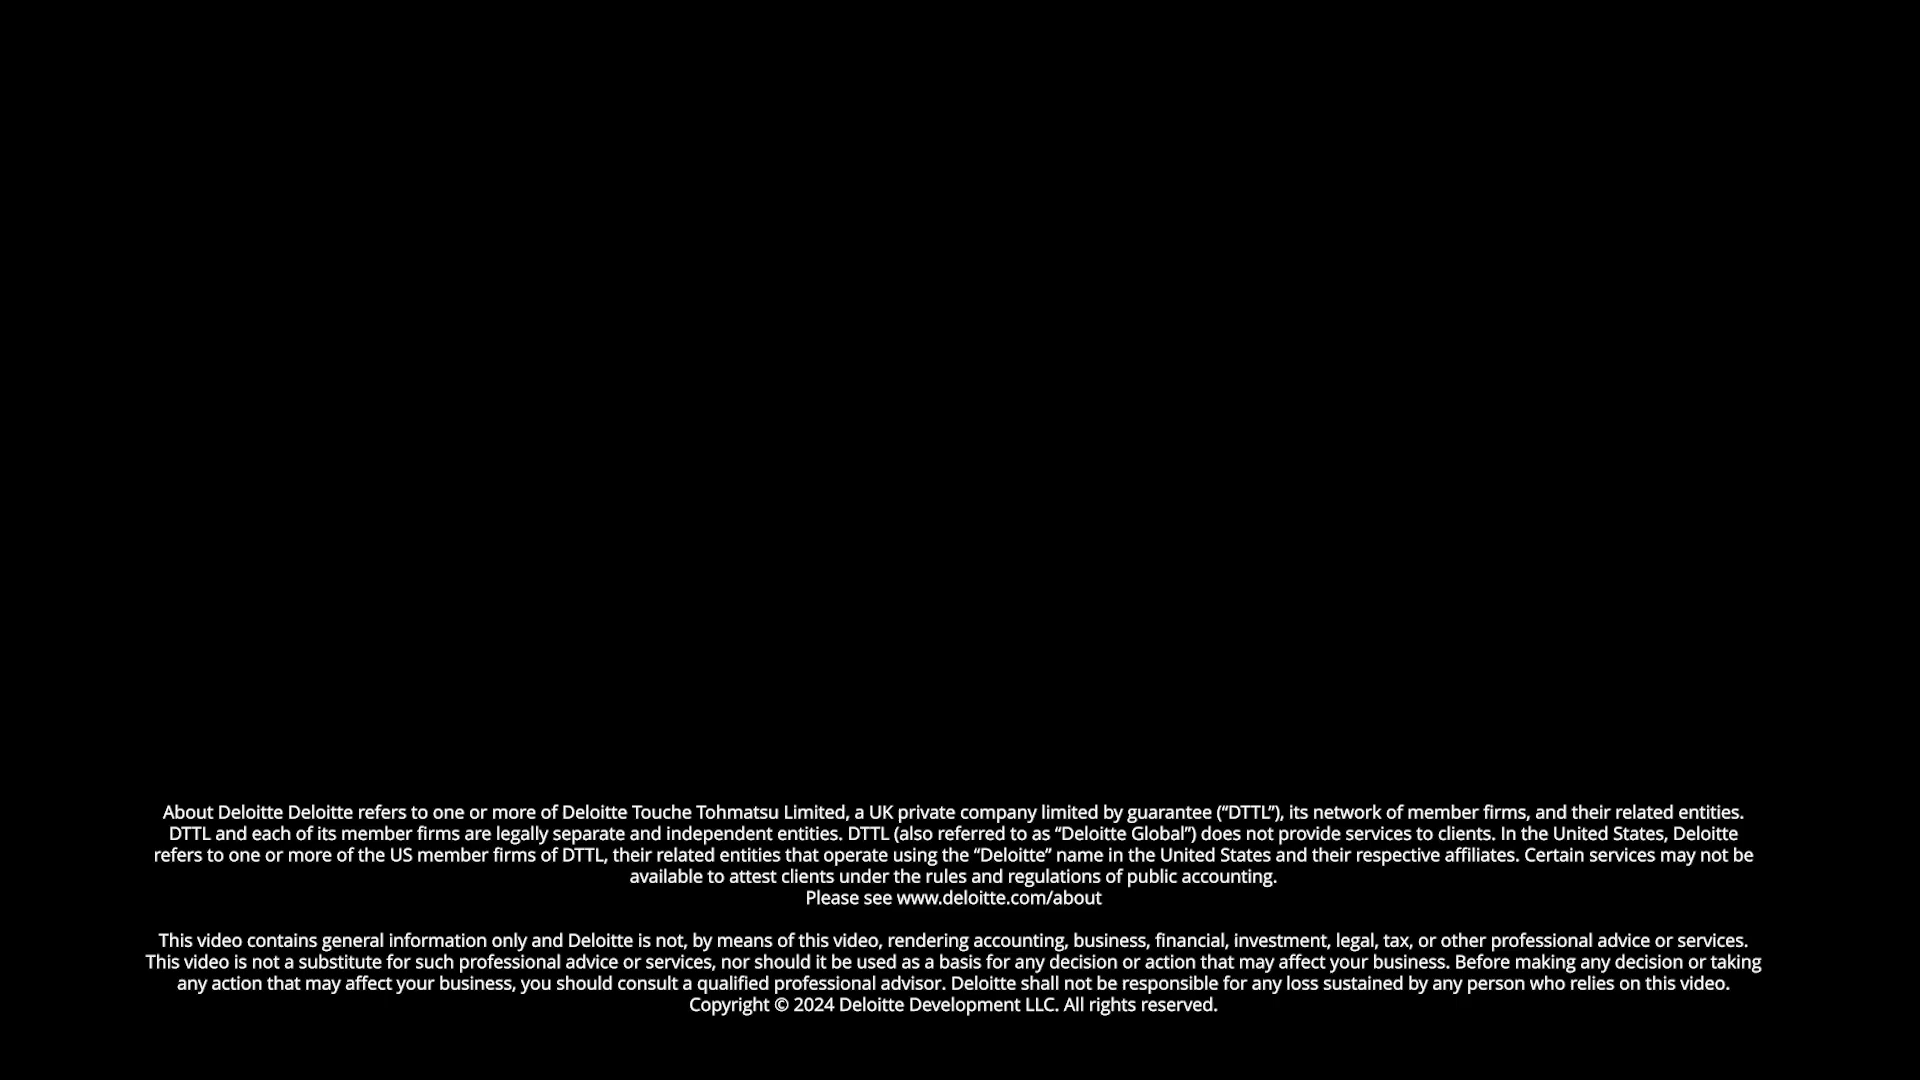 About Deloitte Deloitte refers to one or more of Deloitte Touche Tohmatsu Limited, a UK private company limited by guarantee (“DTTL”), its network of member firms, and their related entities.
DTTL and each of its member firms are legally separate and independent entities. DTTL (also referred to as “Deloitte Global”) does not provide services to clients. In the United States, Deloitte
refers to one or more of the US member firms of DTTL, their related entities that operate using the “Deloitte” name in the United States and their respective affiliates. Certain services may not be
available to attest clients under the rules and regulations of public accounting.
Please see www.deloitte.com/about
This video contains general information only and Deloitte is not, by means of this video, rendering accounting, business, financial, investment, legal, tax, or other professional advice or services.
This video is not a substitute for such professional advice or services, nor should it be used as a basis for any decision or action that may affect your business. Before making any decision or taking
any action that may affect your business, you should consult a qualified professional advisor. Deloitte shall not be responsible for any loss sustained by any person who relies on this video.
Copyright © 2024 Deloitte Development LLC. All rights reserved.